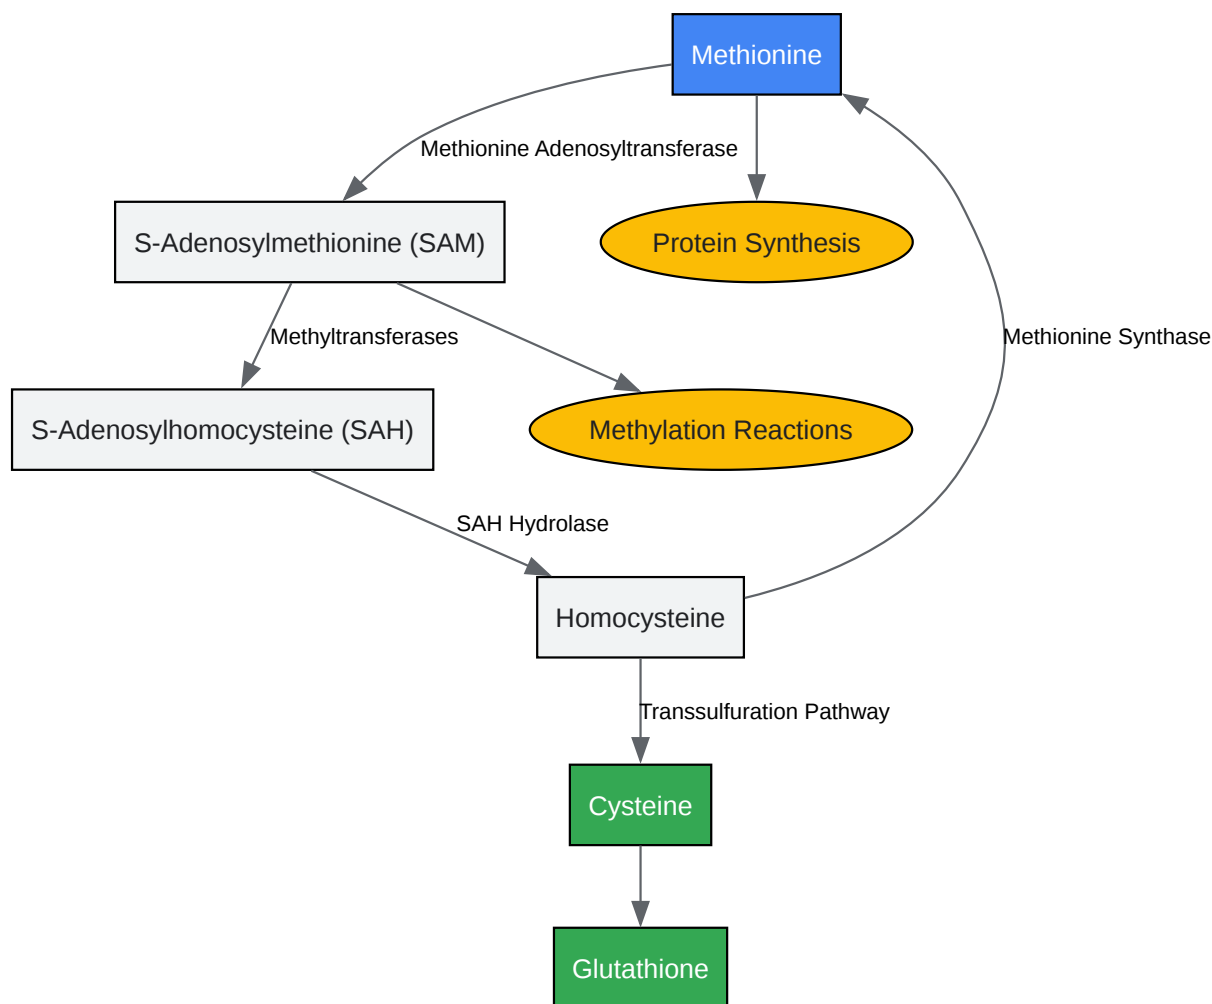 Methionine
Methionine Adenosyltransferase
S-Adenosylmethionine (SAM)
Protein Synthesis
Methyltransferases
Methionine Synthase
S-Adenosylhomocysteine (SAH)
Methylation Reactions
SAH Hydrolase
Homocysteine
Transsulfuration Pathway
Cysteine
Glutathione